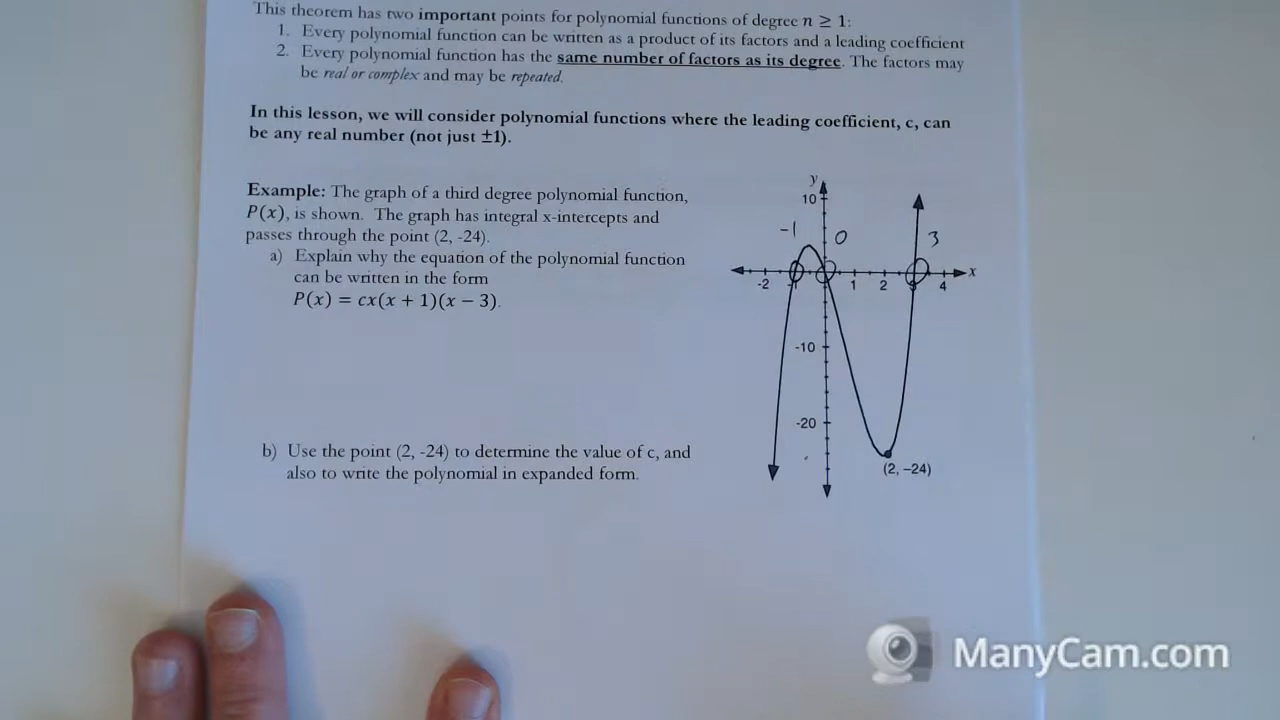 This theorem has two important points for polynomial functions of degree n ≥ 1:
1. Every polynomial function can be written as a product of its factors and a leading coefficient
2. Every polynomial function has the same number of factors as its degree. The factors may
be real or complex and may be repeated.
In this lesson, we will consider polynomial functions where the leading coefficient, c, can
be any real number (not just ±1).
Example: The graph of a third degree polynomial function,
P(x), is shown. The graph has integral x-intercepts and
passes through the point (2, -24).
a) Explain why the equation of the polynomial function
can be written in the form
P(x) = cx(x + 1)(x − 3).
b) Use the point (2, -24) to determine the value of c, and
also to write the polynomial in expanded form.
y
10
-1 0 3
x
-2 1 2 4
-10
-20
(2, −24)
ManyCam.com